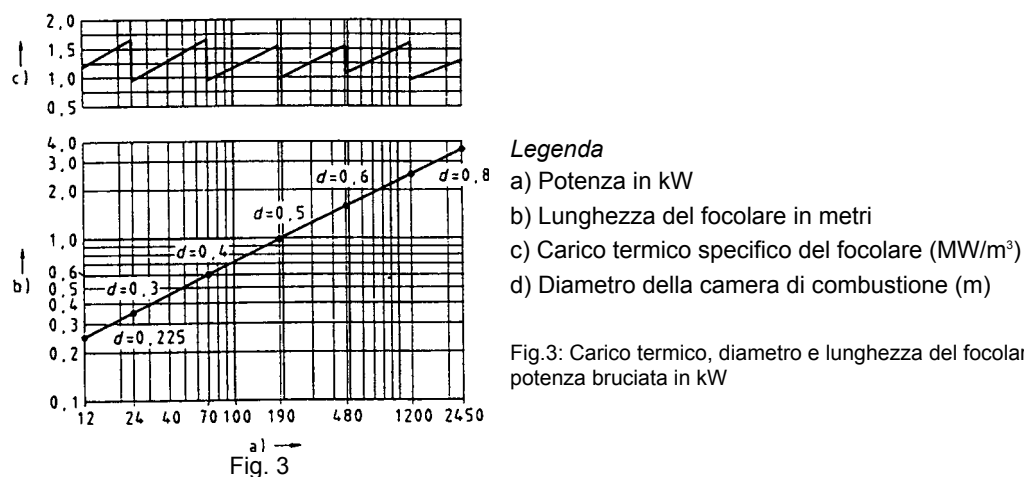 2,0
1,5
c)
1,0
0,5
4.0
3.0
d=0,6
d=0,8
2,0
d=0,5
1,0
d=0,4
0,6
b)
0,5
d=0,3
0,4
0,3
d=0,225
0,2
0,1
12 24 40 70 100 190 480 1200 2450
a)
Fig. 3
Legenda
a) Potenza in kW
b) Lunghezza del focolare in metri
c) Carico termico specifico del focolare (MW/m³)
d) Diametro della camera di combustione (m)
Fig.3: Carico termico, diametro e lunghezza del focolar
potenza bruciata in kW